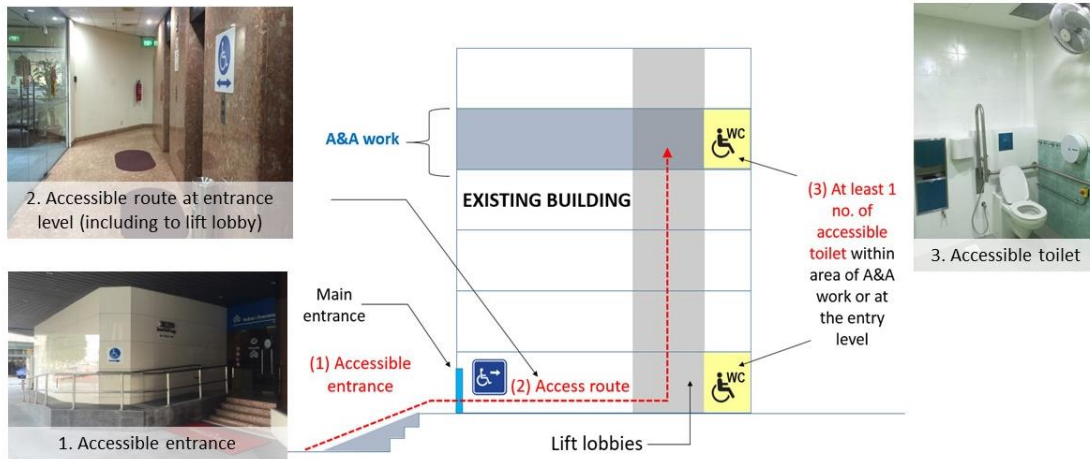 2. Accessible route at entrance
level (including to lift lobby)
1. Accessible entrance
A&A work
EXISTING BUILDING
WC
Main
entrance
(1) Accessible
entrance
(2) Access route
WC
Lift lobbies
(3) At least 1
no. of
accessible
toilet within
area of A&A
work or at
the entry
level
3. Accessible toilet